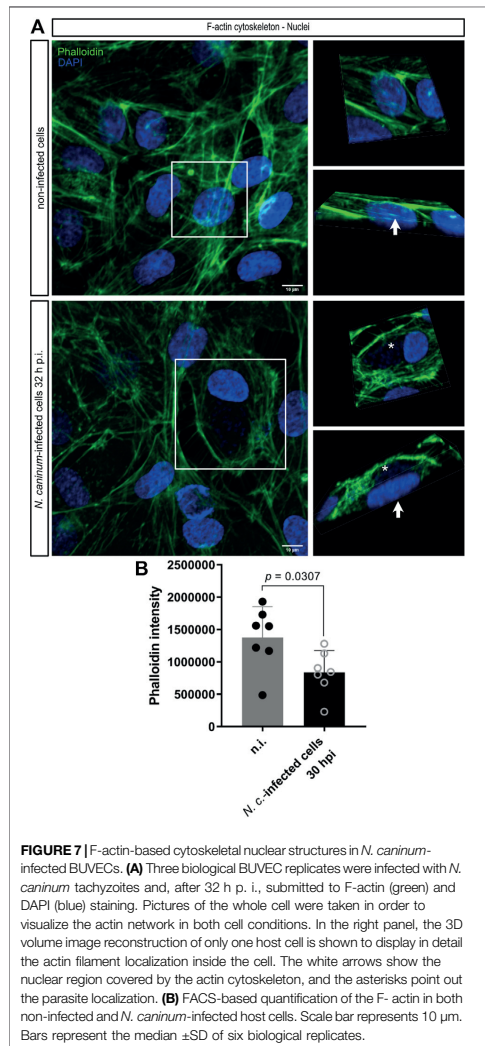 A
F-actin cytoskeleton - Nuclei
Phalloidin
DAPI
non-infected cells
10 µm
*
*
N. caninum-infected cells 32 h p.i.
10 µm
B
2500000
2000000
1500000
1000000
500000
0
Phalloidin intensity
p = 0.0307
n.i.
N. c.-infected cells
30 hpi
FIGURE 7 | F-actin-based cytoskeletal nuclear structures in N. caninum-
infected BUVECs. (A) Three biological BUVEC replicates were infected with N.
caninum tachyzoites and, after 32 h p. i., submitted to F-actin (green) and
DAPI (blue) staining. Pictures of the whole cell were taken in order to
visualize the actin network in both cell conditions. In the right panel, the 3D
volume image reconstruction of only one host cell is shown to display in detail
the actin filament localization inside the cell. The white arrows show the
nuclear region covered by the actin cytoskeleton, and the asterisks point out
the parasite localization. (B) FACS-based quantification of the F- actin in both
non-infected and N. caninum-infected host cells. Scale bar represents 10 µm.
Bars represent the median ±SD of six biological replicates.